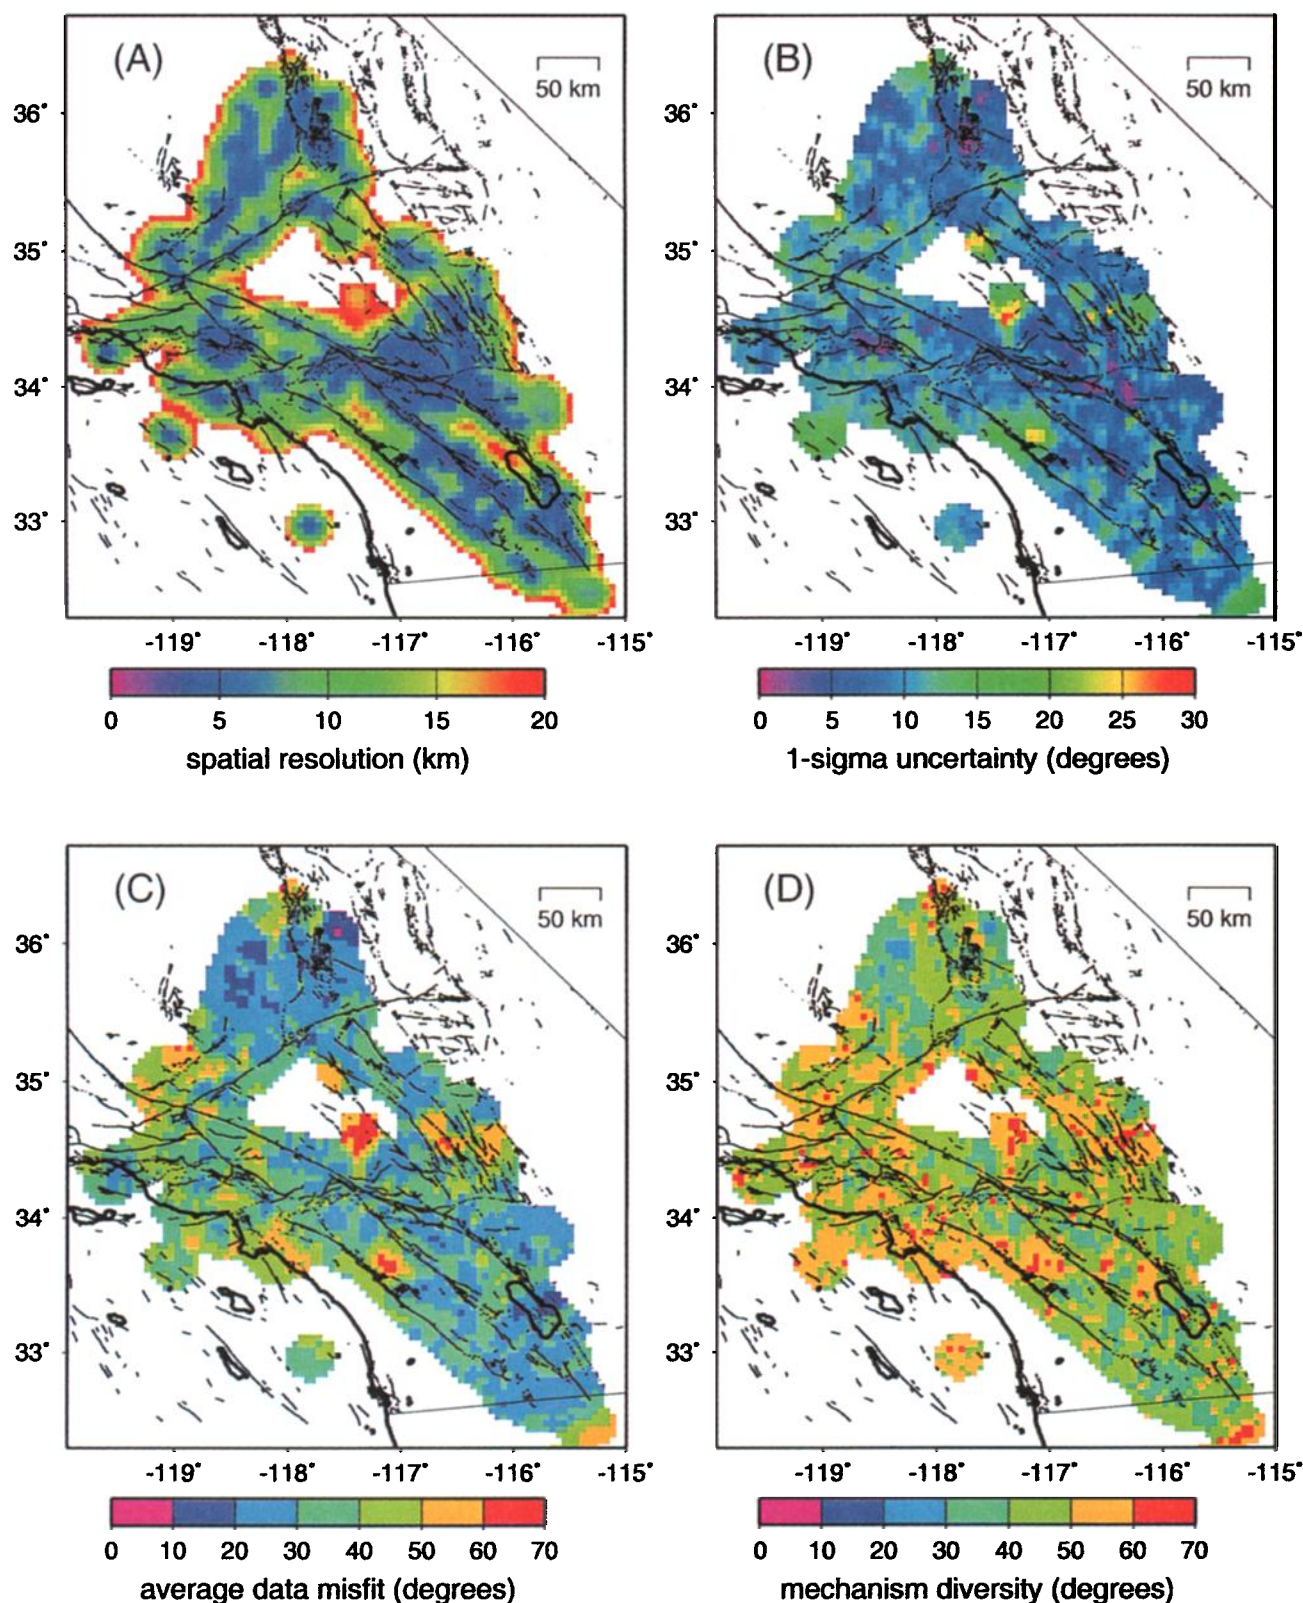 (A)
50 km
36°
35°
34°
33°
-119° -118° -117° -116° -115°
0 5 10 15 20
spatial resolution (km)
(B)
50 km
36°
35°
34°
33°
-119° -118° -117° -116° -115°
0 5 10 15 20 25 30
1-sigma uncertainty (degrees)
(C)
50 km
36°
35°
34°
33°
-119° -118° -117° -116° -115°
0 10 20 30 40 50 60 70
average data misfit (degrees)
(D)
50 km
36°
35°
34°
33°
-119° -118° -117° -116° -115°
0 10 20 30 40 50 60 70
mechanism diversity (degrees)